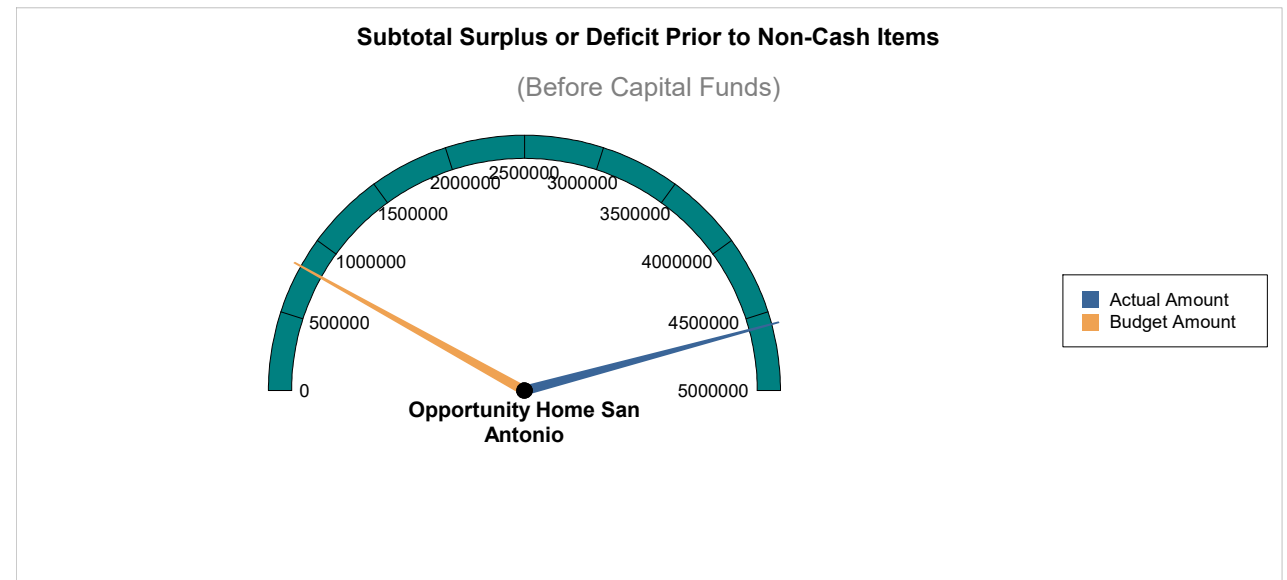 Subtotal Surplus or Deficit Prior to Non-Cash Items
(Before Capital Funds)
2500000
2000000
3000000
1500000
3500000
1000000
4000000
500000
4500000
0
5000000
Opportunity Home San
Antonio
Actual Amount
Budget Amount